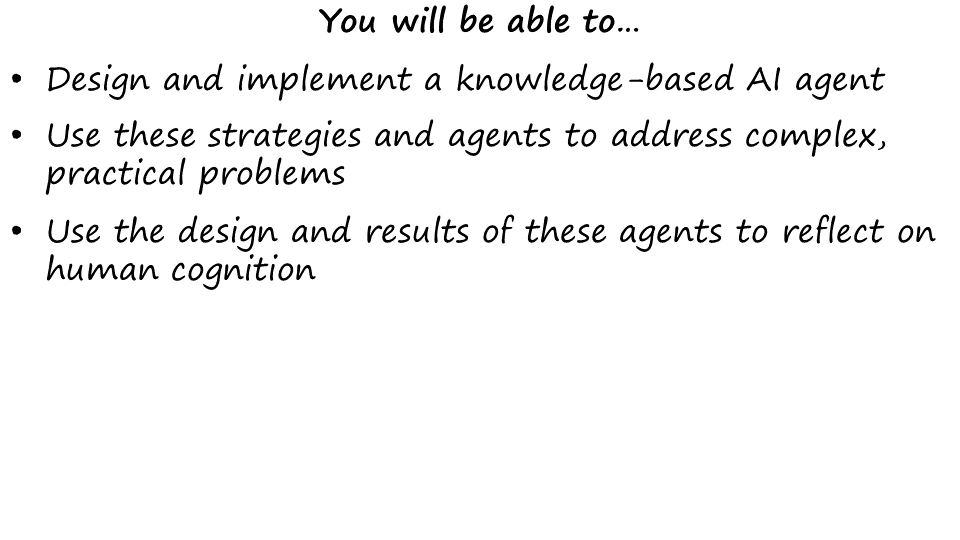 You will be able to...
• Design and implement a knowledge-based AI agent
• Use these strategies and agents to address complex,
practical problems
• Use the design and results of these agents to reflect on
human cognition